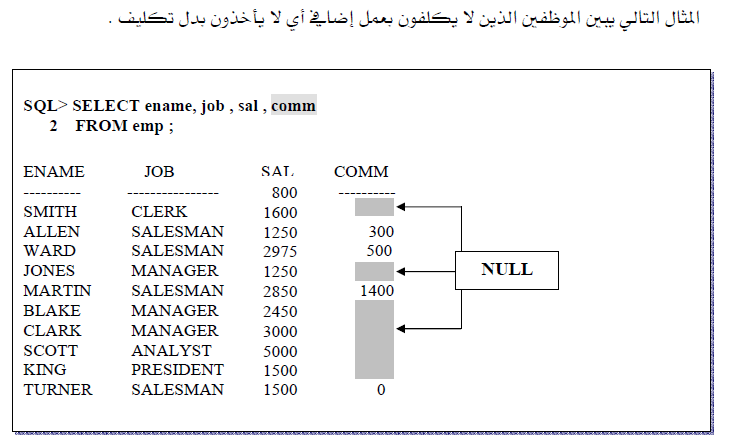 المثال التالي يبين الموظفين الذين لا يكلفون بعمل إضافي أي لا يأخذون بدل تكليف .
SQL> SELECT ename, job , sal , comm
2 FROM emp ;
ENAME JOB SAL COMM
---------- ---------------- 800 ----------
SMITH CLERK 1600
ALLEN SALESMAN 1250 300
WARD SALESMAN 2975 500
JONES MANAGER 1250
MARTIN SALESMAN 2850 1400
BLAKE MANAGER 2450
CLARK MANAGER 3000
SCOTT ANALYST 5000
KING PRESIDENT 1500
TURNER SALESMAN 1500 0
NULL